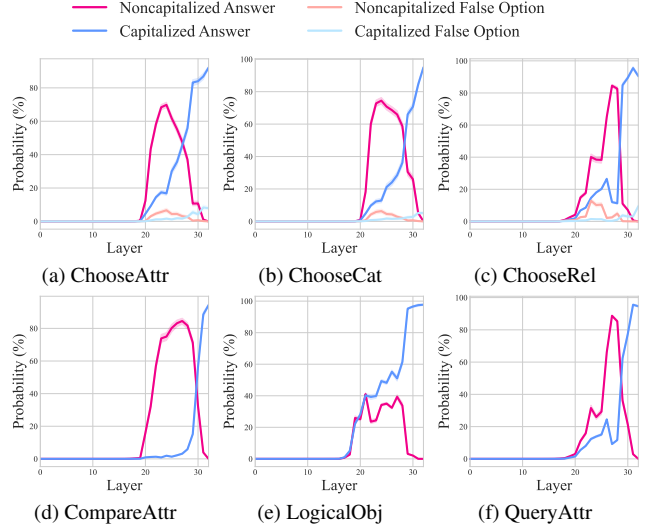 Noncapitalized Answer Noncapitalized False Option
Capitalized Answer Capitalized False Option
Probability (%) 80 60 40 20 0
0 10 20 30
Layer
(a) ChooseAttr
Probability (%) 100 80 60 40 20 0
0 10 20 30
Layer
(b) ChooseCat
Probability (%) 100 80 60 40 20 0
0 10 20 30
Layer
(c) ChooseRel
Probability (%) 80 60 40 20 0
0 10 20 30
Layer
(d) CompareAttr
Probability (%) 100 80 60 40 20 0
0 10 20 30
Layer
(e) LogicalObj
Probability (%) 100 80 60 40 20 0
0 10 20 30
Layer
(f) QueryAttr